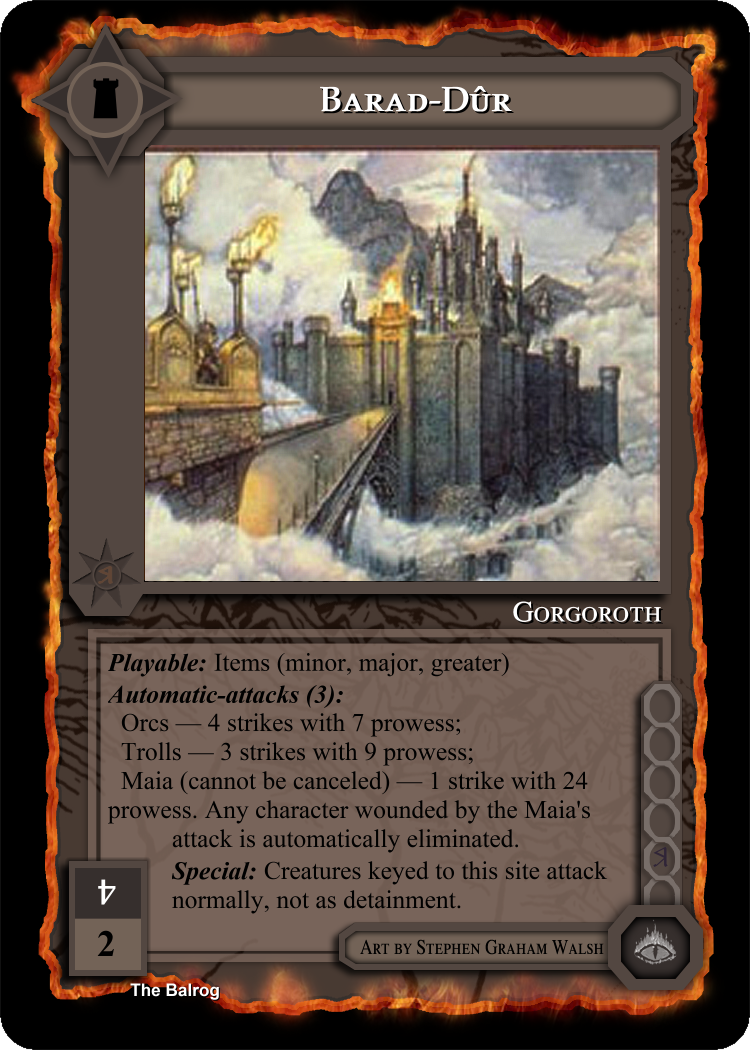 Barad-Dûr
Gorgoroth
Playable: Items (minor, major, greater)
Automatic-attacks (3):
Orcs — 4 strikes with 7 prowess;
Trolls — 3 strikes with 9 prowess;
Maia (cannot be canceled) — 1 strike with 24
prowess. Any character wounded by the Maia's
attack is automatically eliminated.
Special: Creatures keyed to this site attack
normally, not as detainment.
4
2
Art by Stephen Graham Walsh
The Balrog